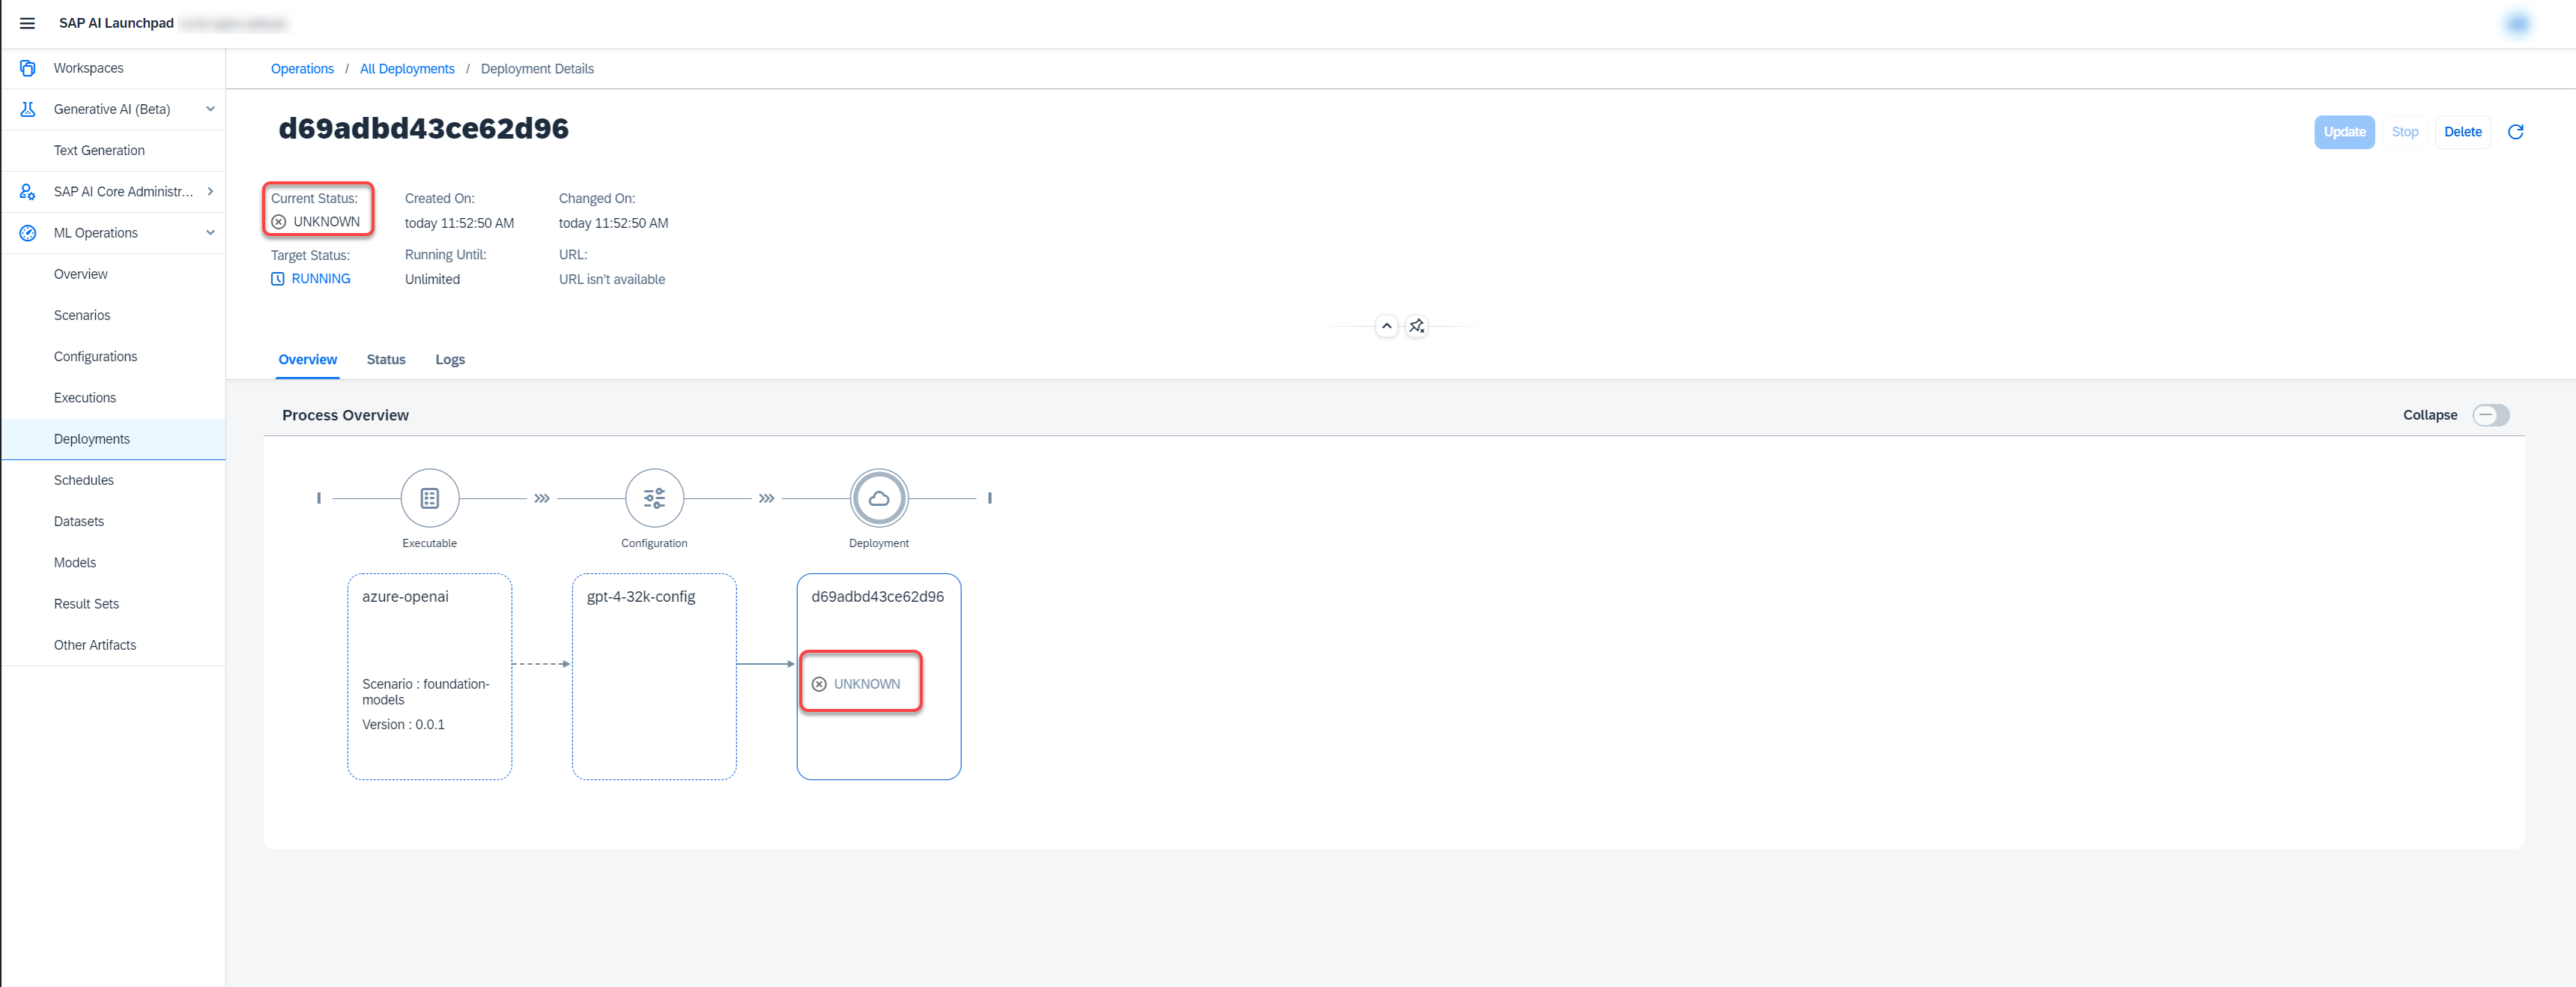 SAP AI Launchpad
Workspaces
Generative AI (Beta)
Text Generation
SAP AI Core Administr...
ML Operations
Overview
Scenarios
Configurations
Executions
Deployments
Schedules
Datasets
Models
Result Sets
Other Artifacts
Operations / All Deployments / Deployment Details
d69adbd43ce62d96
Update Stop Delete
Current Status: Created On: Changed On:
UNKNOWN today 11:52:50 AM today 11:52:50 AM
Target Status: Running Until: URL:
RUNNING Unlimited URL isn't available
Overview Status Logs
Process Overview
Collapse
Executable Configuration Deployment
azure-openai gpt-4-32k-config d69adbd43ce62d96
Scenario : foundation-
models
Version : 0.0.1
UNKNOWN